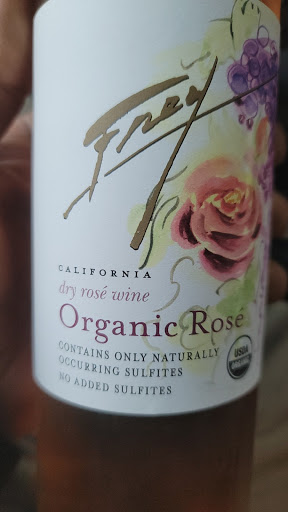 Frey
CALIFORNIA
dry rosé wine
Organic Rosé
CONTAINS ONLY NATURALLY
OCCURRING SULFITES
NO ADDED SULFITES
USDA
ORGANIC